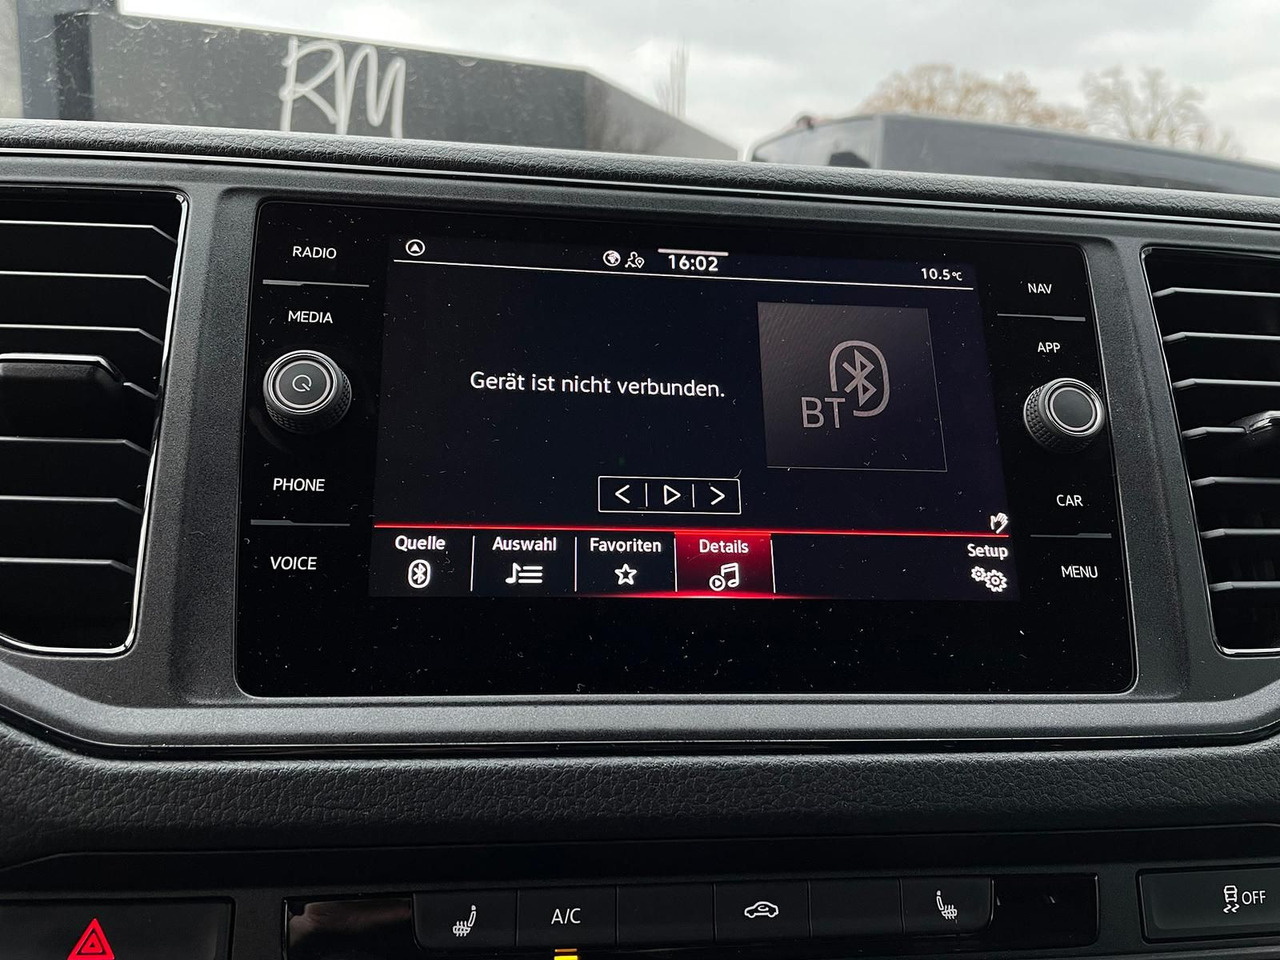 RM
RADIO
MEDIA
PHONE
VOICE
16:02
10.5°C
Gerät ist nicht verbunden.
BT
Quelle
Auswahl
Favoriten
Details
Setup
NAV
APP
CAR
MENU
A/C
OFF